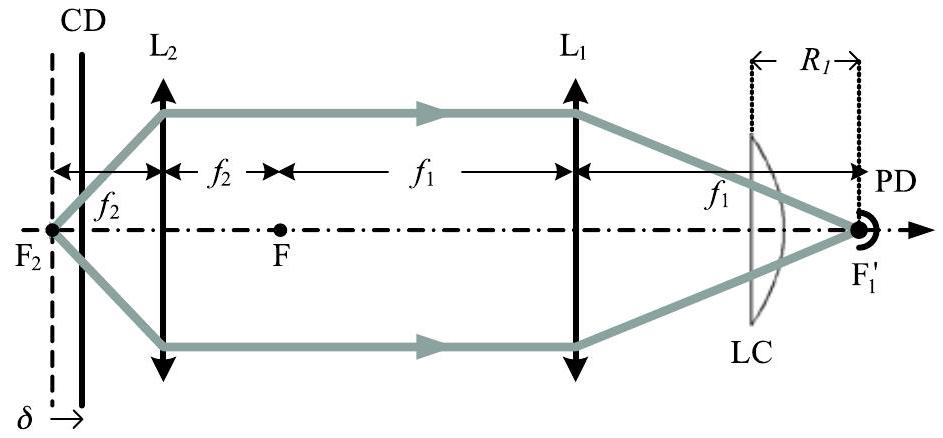 CD
L₂
L₁
R₁
f₂
f₁
f₂
f₁
PD
F₂
F
F₁'
LC
δ